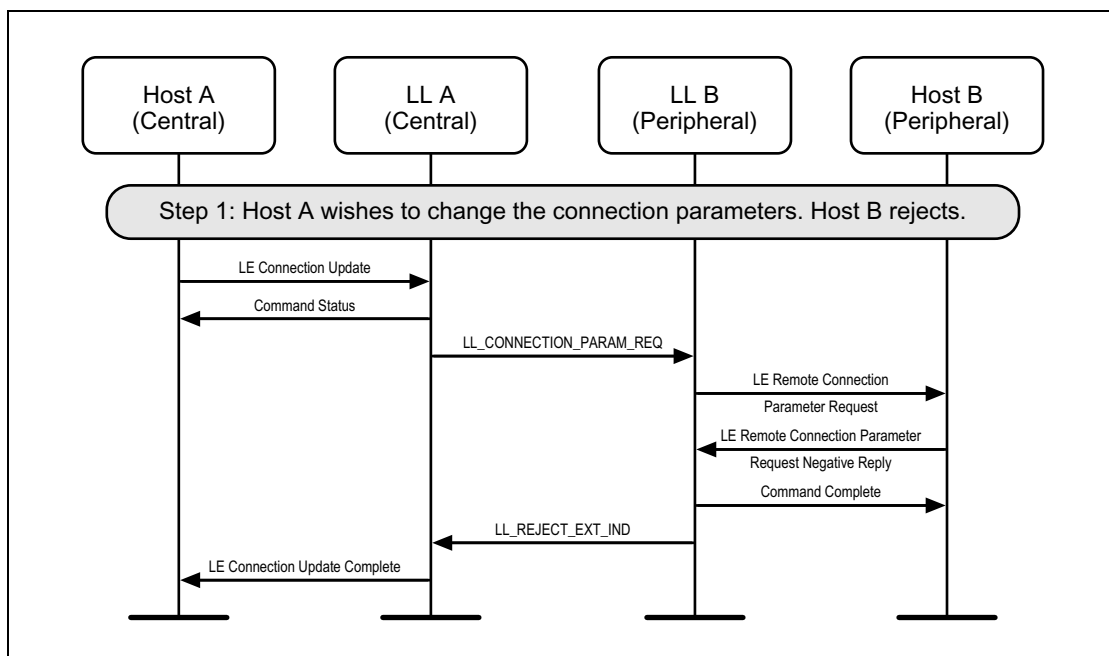 Host A
(Central)
LL A
(Central)
LL B
(Peripheral)
Host B
(Peripheral)
Step 1: Host A wishes to change the connection parameters. Host B rejects.
LE Connection Update
Command Status
LL_CONNECTION_PARAM_REQ
LE Remote Connection
Parameter Request
LE Remote Connection Parameter
Request Negative Reply
Command Complete
LL_REJECT_EXT_IND
LE Connection Update Complete